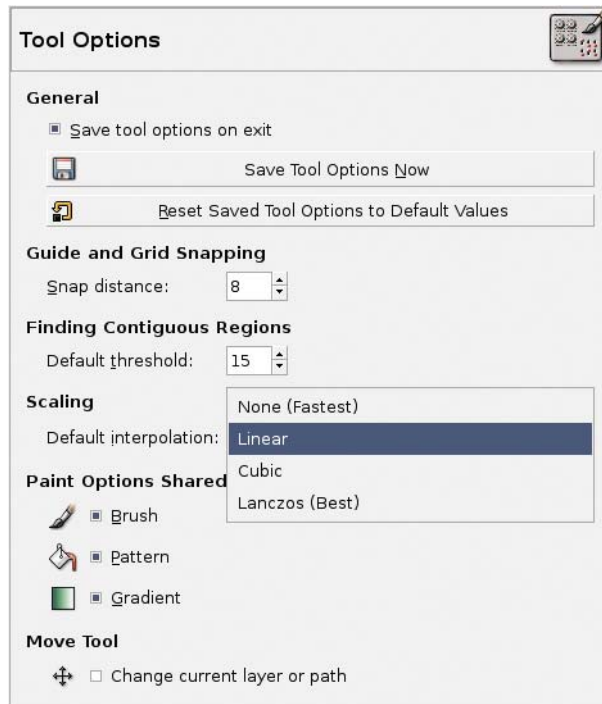 Tool Options
General
Save tool options on exit
Save Tool Options Now
Reset Saved Tool Options to Default Values
Guide and Grid Snapping
Snap distance: 8
Finding Contiguous Regions
Default threshold: 15
Scaling
None (Fastest)
Default interpolation: Linear
Cubic
Paint Options Shared
Lanczos (Best)
Brush
Pattern
Gradient
Move Tool
Change current layer or path